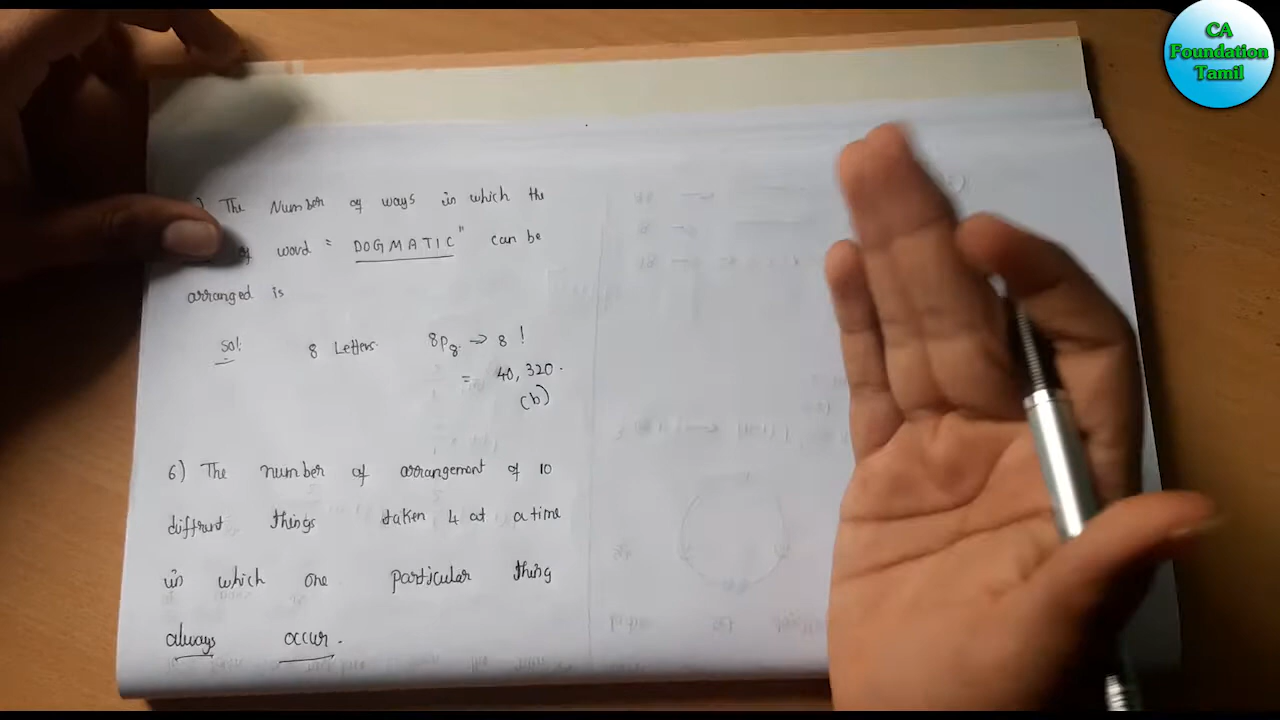 ) The Number of ways in which the
of word = DOGMATIC" can be
arranged is
Sol: 8 Letters. 8P8. → 8 !
= 40,320.
(b)
6) The number of arrangement of 10
diffrunt things taken 4 at a time
in which one particular thing
always occur.
CA
Foundation
Tamil